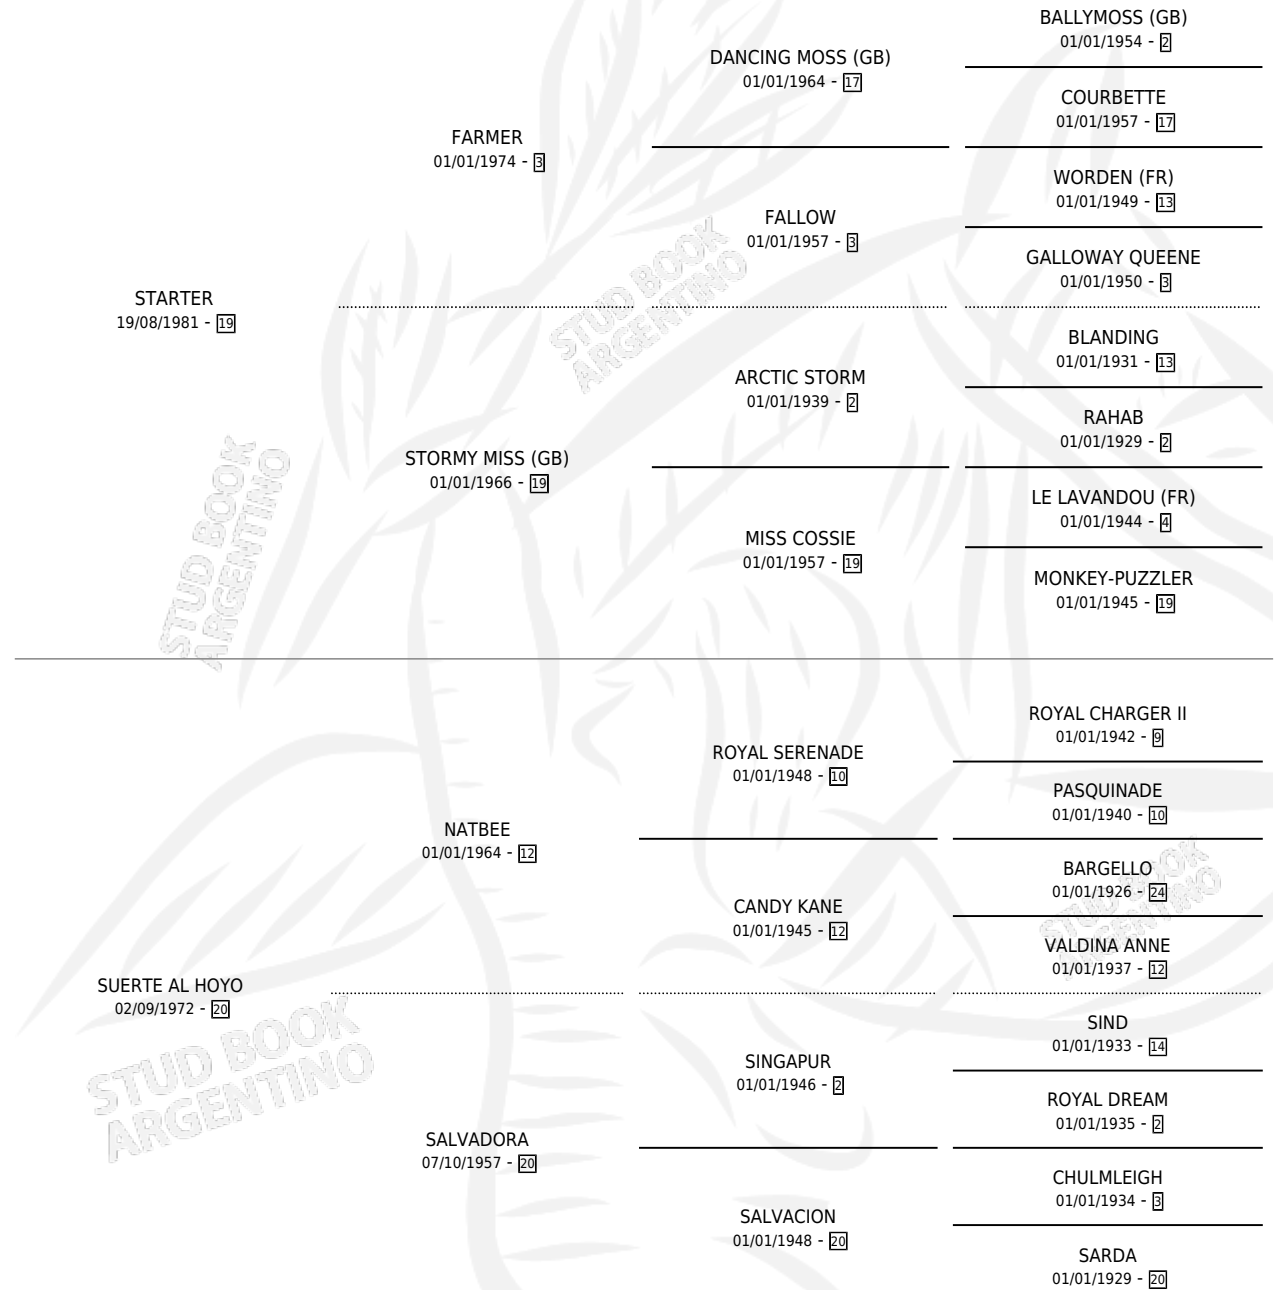 BALLYMOSS (GB)
01/01/1954 - 2
DANCING MOSS (GB)
01/01/1964 - 17
COURBETTE
01/01/1957 - 17
FARMER
01/01/1974 - 3
WORDEN (FR)
01/01/1949 - 13
FALLOW
01/01/1957 - 3
GALLOWAY QUEENE
01/01/1950 - 3
STARTER
19/08/1981 - 19
BLANDING
01/01/1931 - 13
ARCTIC STORM
01/01/1939 - 2
RAHAB
01/01/1929 - 2
STORMY MISS (GB)
01/01/1966 - 19
LE LAVANDOU (FR)
01/01/1944 - 4
MISS COSSIE
01/01/1957 - 19
MONKEY-PUZZLER
01/01/1945 - 19
STUD BOOK
ARGENTINO
STUD BOOK
ARGENTINO
ROYAL CHARGER II
01/01/1942 - 9
ROYAL SERENADE
01/01/1948 - 10
PASQUINADE
01/01/1940 - 10
NATBEE
01/01/1964 - 12
BARGELLO
01/01/1926 - 24
CANDY KANE
01/01/1945 - 12
VALDINA ANNE
01/01/1937 - 12
SUERTE AL HOYO
02/09/1972 - 20
SIND
01/01/1933 - 14
SINGAPUR
01/01/1946 - 2
ROYAL DREAM
01/01/1935 - 2
SALVADORA
07/10/1957 - 20
CHULMLEIGH
01/01/1934 - 3
SALVACION
01/01/1948 - 20
SARDA
01/01/1929 - 20
STUD BOOK
ARGENTINO
STUD BOOK
ARGENTINO